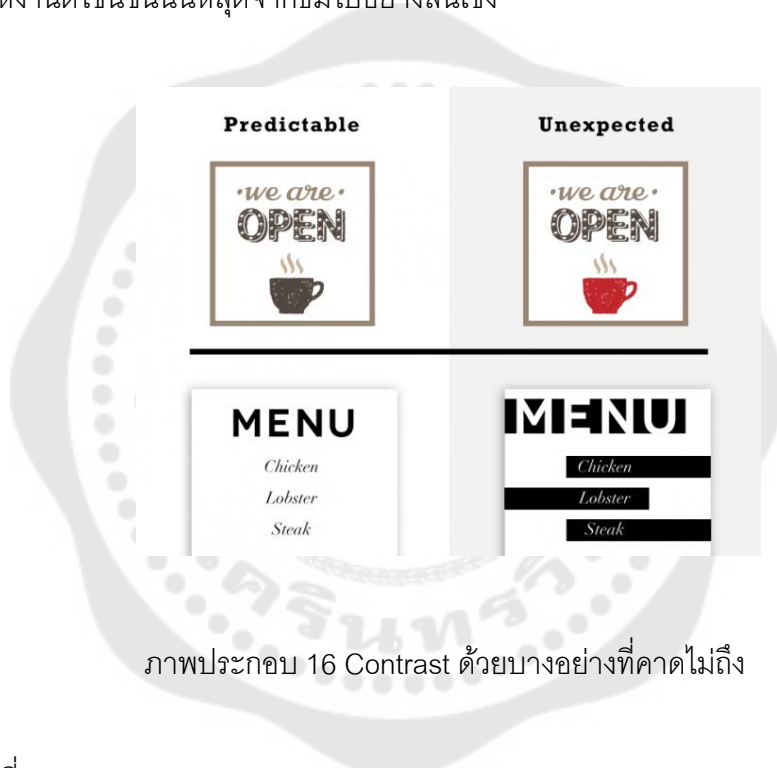 Predictable
Unexpected
·we are·
OPEN
·we are·
OPEN
MENU
Chicken
Lobster
Steak
MENU
Chicken
Lobster
Steak
ภาพประกอบ 16 Contrast ด้วยบางอย่างที่คาดไม่ถึง